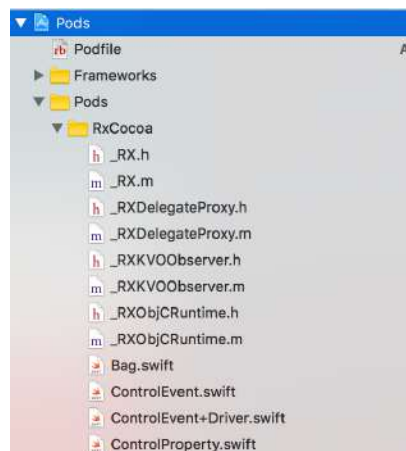 Pods
rb Podfile A
Frameworks
Pods
RxCocoa
h _RX.h
m _RX.m
h _RXDelegateProxy.h
m _RXDelegateProxy.m
h _RXKVOObserver.h
m _RXKVOObserver.m
h _RXObjCRuntime.h
m _RXObjCRuntime.m
Bag.swift
ControlEvent.swift
ControlEvent+Driver.swift
ControlProperty.swift